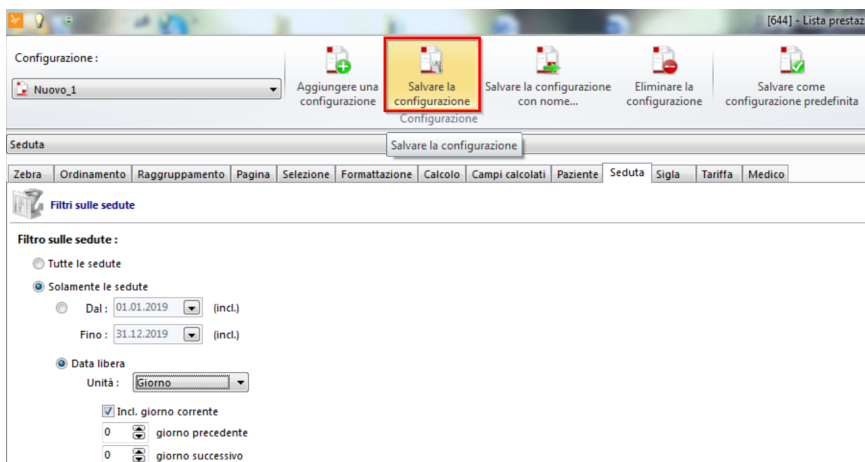 [644] - Lista prestaz
Configurazione :
Nuovo_1
Aggiungere una
configurazione
Salvare la
configurazione
Salvare la configurazione
con nome...
Eliminare la
configurazione
Salvare come
configurazione predefinita
Configurazione
Seduta
Salvare la configurazione
Zebra Ordinamento Raggruppamento Pagina Selezione Formattazione Calcolo Campi calcolati Paziente Seduta Sigla Tariffa Medico
Filtri sulle sedute
Filtro sulle sedute :
Tutte le sedute
Solamente le sedute
Dal : 01.01.2019 (incl.)
Fino : 31.12.2019 (incl.)
Data libera
Unità : Giorno
Incl. giorno corrente
0 giorno precedente
0 giorno successivo